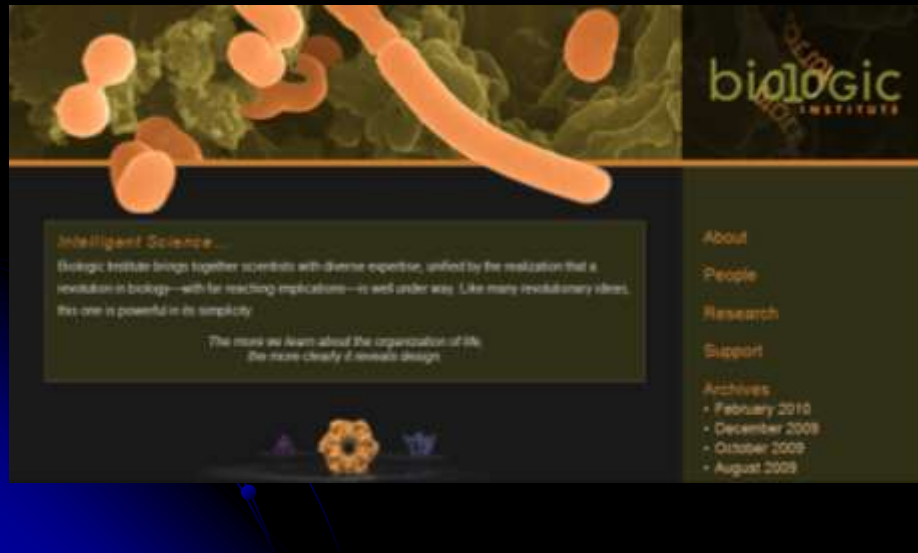 biologic
INSTITUTE
Intelligent Science...
Biologic Institute brings together scientists with diverse expertise, unified by the realization that a
revolution in biology—with far reaching implications—is well under way. Like many revolutionary ideas,
this one is powerful in its simplicity.
The more we learn about the organization of life,
the more clearly it reveals design.
About
People
Research
Support
Archives
• February 2010
• December 2009
• October 2009
• August 2009